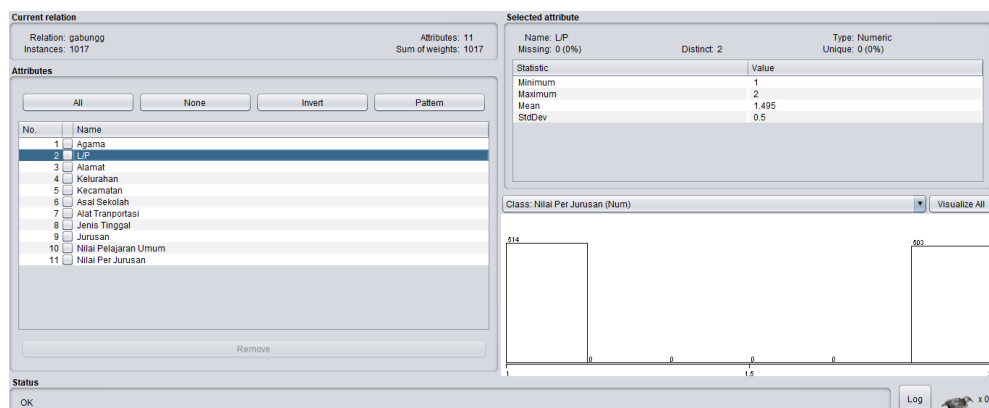 Current relation
Relation: gabungg
Attributes: 11
Instances: 1017
Sum of weights: 1017
Attributes
All
None
Invert
Pattern
No.
Name
1 Agama
2 L/P
3 Alamat
4 Kelurahan
5 Kecamatan
6 Asal Sekolah
7 Alat Tranportasi
8 Jenis Tinggal
9 Jurusan
10 Nilai Pelajaran Umum
11 Nilai Per Jurusan
Remove
Status
OK
Selected attribute
Name: L/P
Type: Numeric
Missing: 0 (0%)
Distinct: 2
Unique: 0 (0%)
Statistic
Value
Minimum 1
Maximum 2
Mean 1.495
StdDev 0.5
Class: Nilai Per Jurusan (Num)
Visualize All
514
503
0 0 0 0
1 1.5
Log
x 0